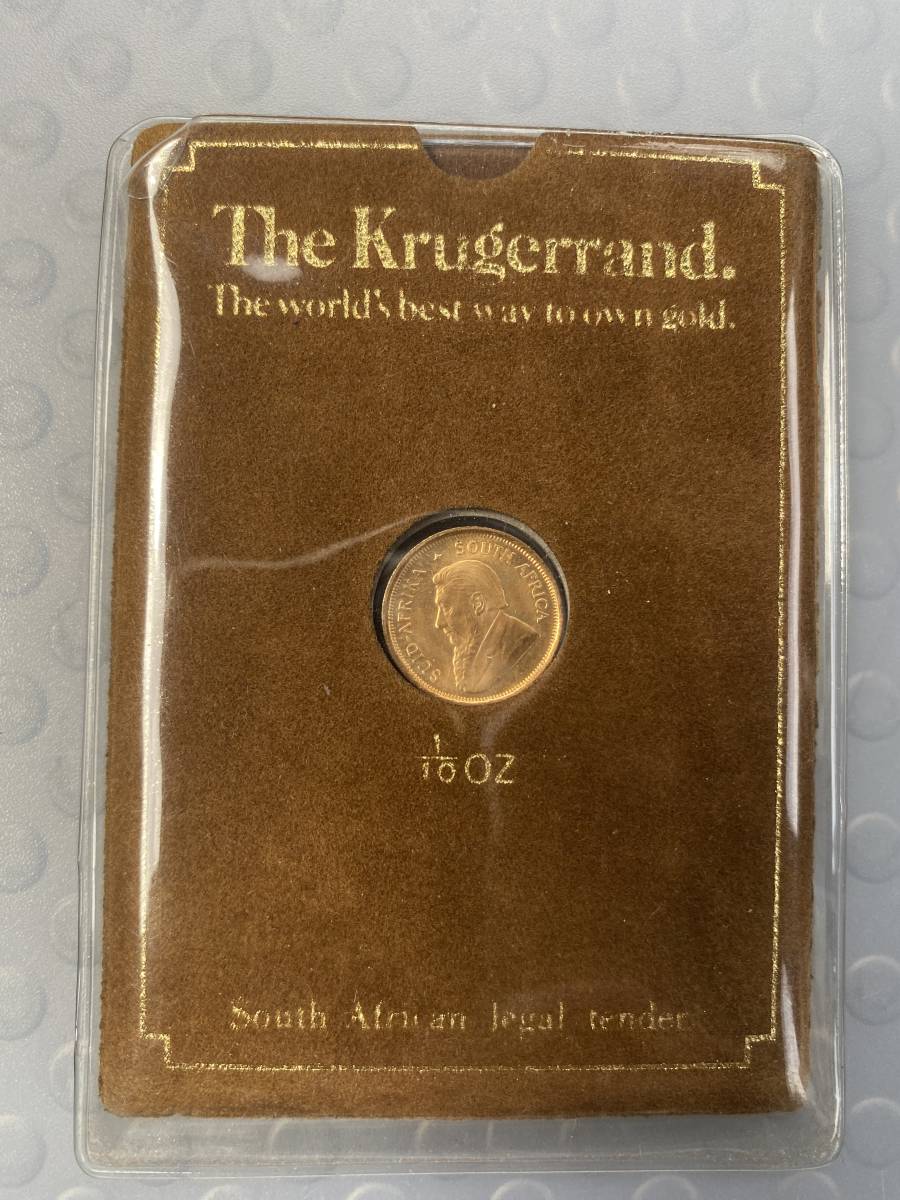 The Krugerrand.
The world's best way to own gold.
SUID-AFRIKA ★ SOUTH AFRICA
1/10 OZ
South African legal tender